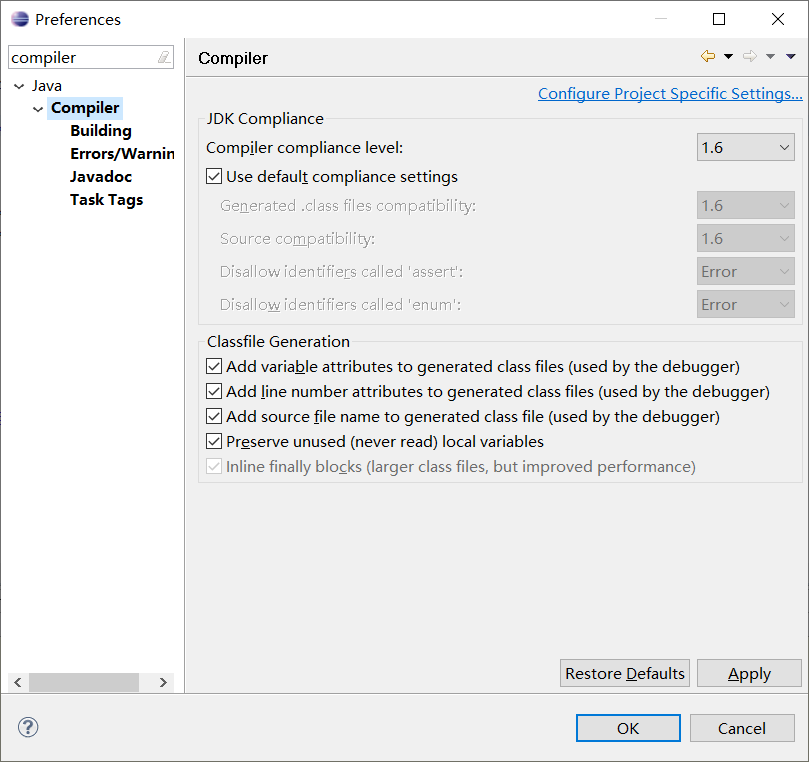 Preferences
compiler
Java
Compiler
Building
Errors/Warnin
Javadoc
Task Tags
Compiler
Configure Project Specific Settings...
JDK Compliance
Compiler compliance level: 1.6
Use default compliance settings
Generated .class files compatibility: 1.6
Source compatibility: 1.6
Disallow identifiers called 'assert': Error
Disallow identifiers called 'enum': Error
Classfile Generation
Add variable attributes to generated class files (used by the debugger)
Add line number attributes to generated class files (used by the debugger)
Add source file name to generated class file (used by the debugger)
Preserve unused (never read) local variables
Inline finally blocks (larger class files, but improved performance)
Restore Defaults Apply
? OK Cancel